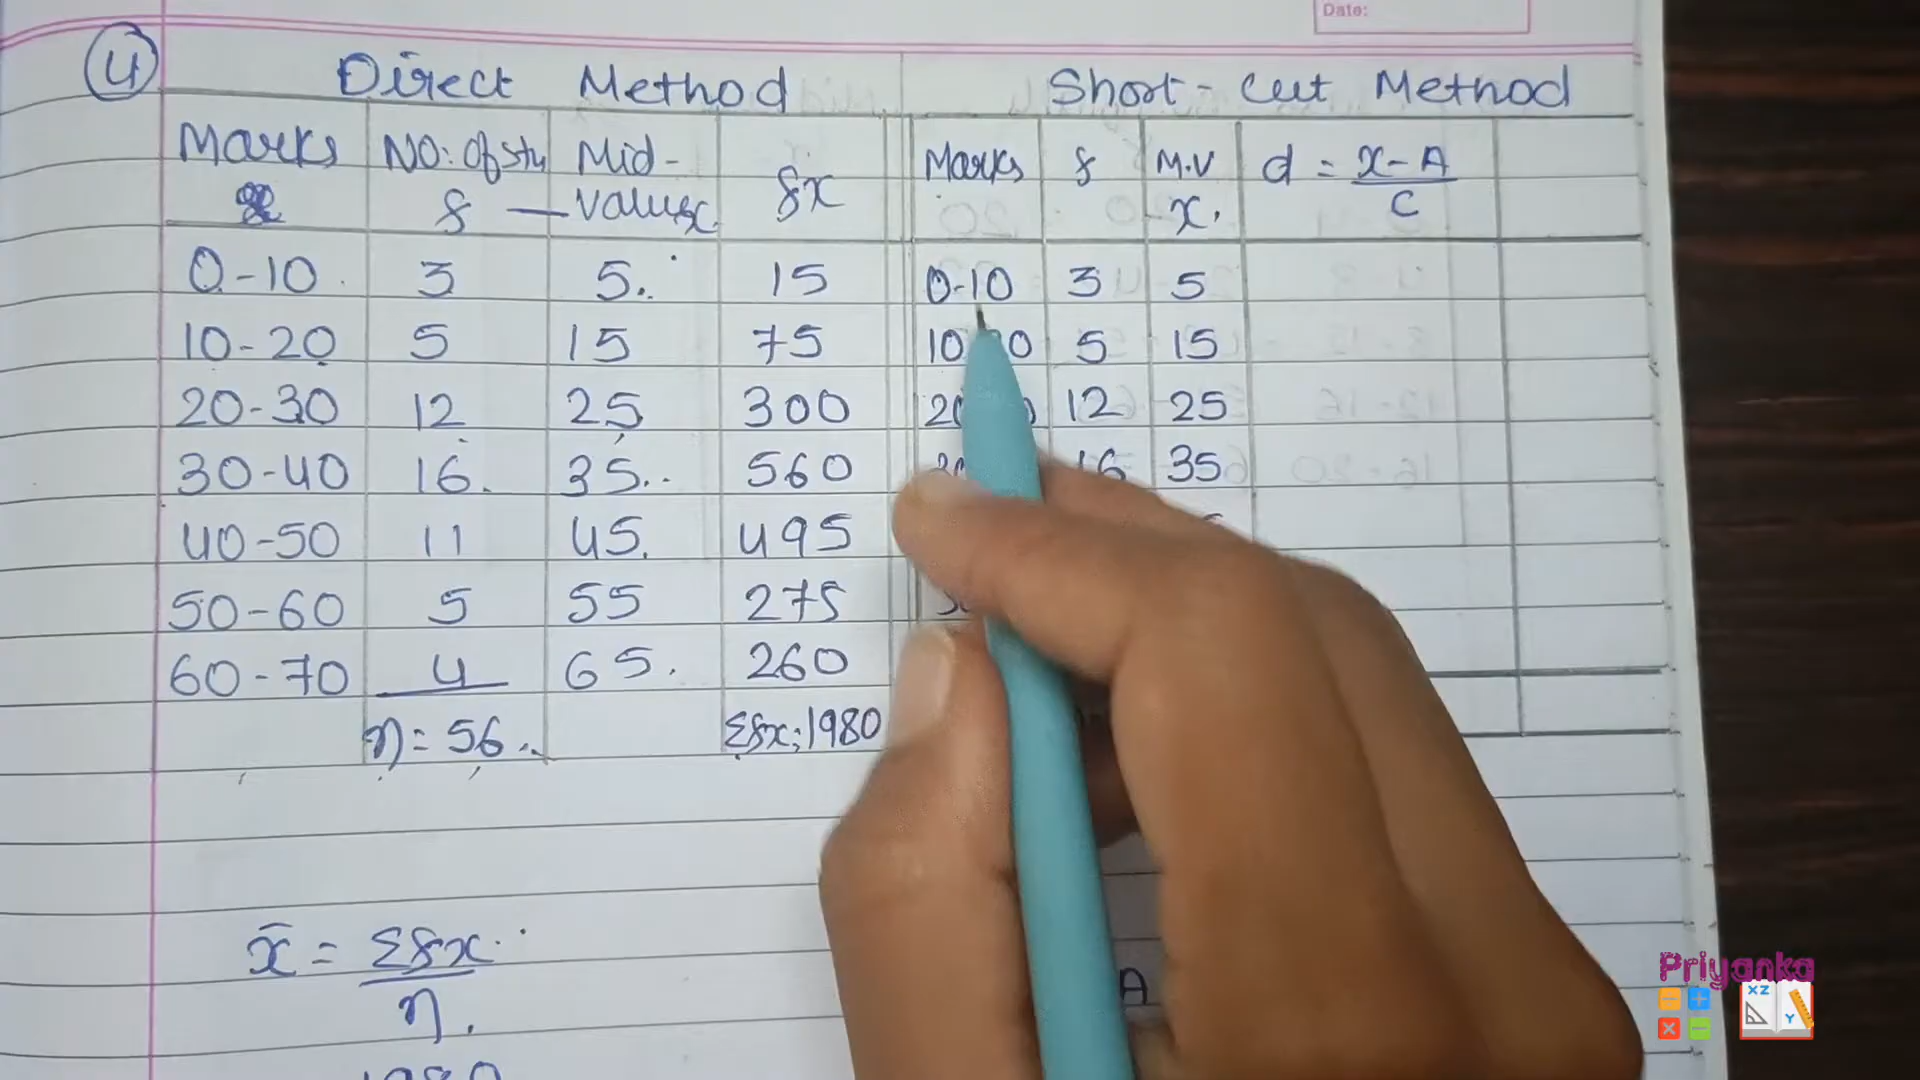 Date:
4
Direct Method
Short-cut Method
Marks No: of stu Mid- fx
f value x
Marks f M.V d = x-A
x. C
0-10 3 5 15 0-10 3 5
10-20 5 15 75 5 15
20-30 12 25 300 12 25
30-40 16 35 560 16 35
40-50 11 45 495
50-60 5 55 275
60-70 4 65 260
n = 56 Σfx: 1980
x̄ = Σfx
n
A
1980
Priyanka
XZ
Y